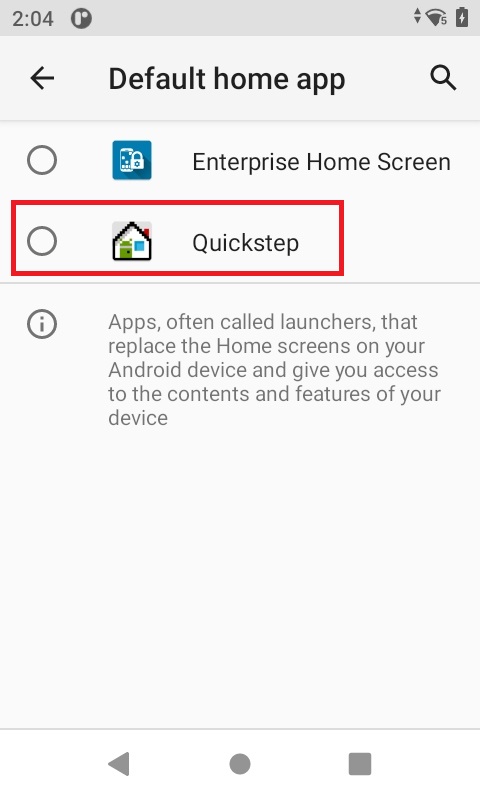 2:04
5
Default home app
Enterprise Home Screen
Quickstep
Apps, often called launchers, that
replace the Home screens on your
Android device and give you access
to the contents and features of your
device